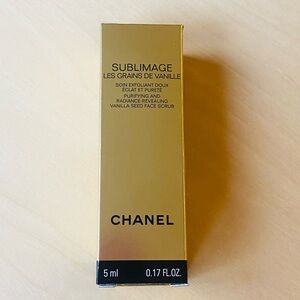 SUBLIMAGE
LES GRAINS DE VANILLE
SOIN EXFOLIANT DOUX
ÉCLAT ET PURETÉ
PURIFYING AND
RADIANCE-REVEALING
VANILLA SEED FACE SCRUB
CHANEL
5 ml 0.17 FL.OZ.